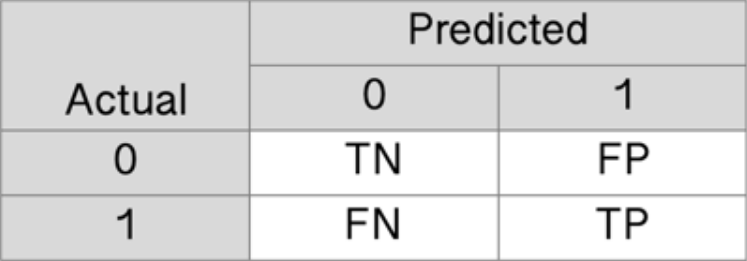 Predicted
Actual 0 1
0 TN FP
1 FN TP